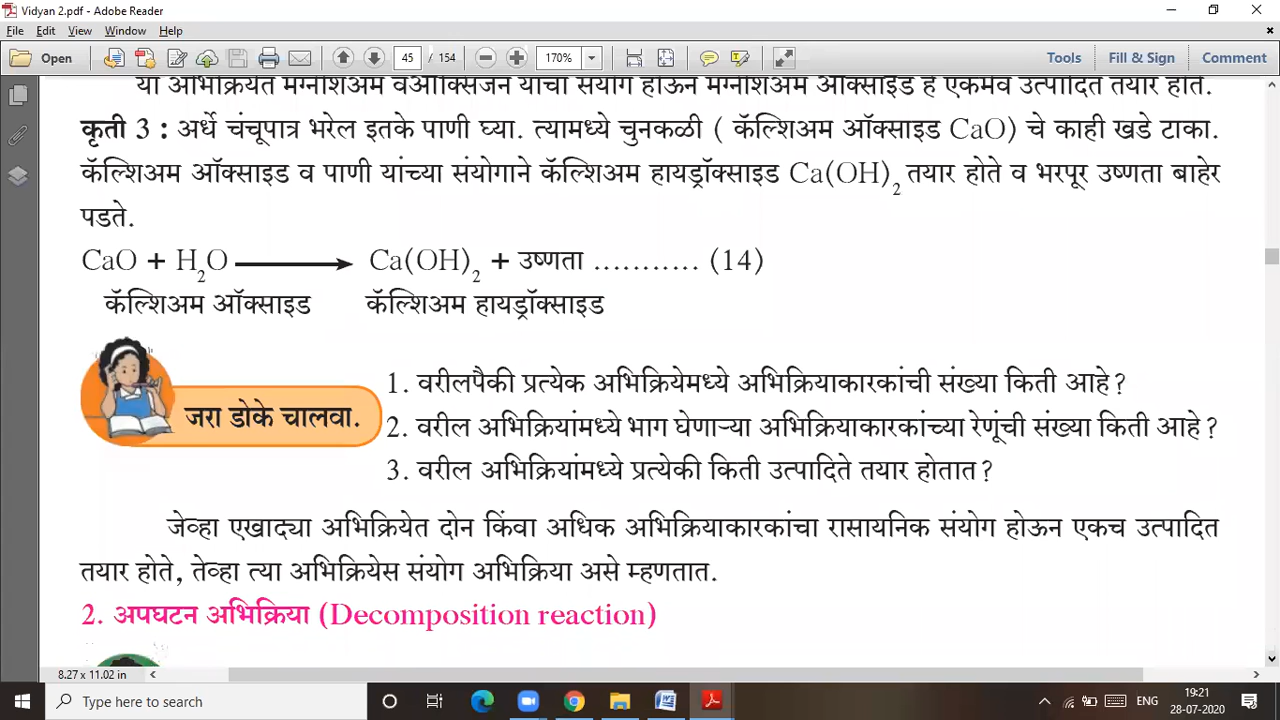 Vidyan 2.pdf - Adobe Reader
File Edit View Window Help
Open 45 / 154 170% Tools Fill & Sign Comment
या अभिक्रियेत मॅग्नेशिअम व ऑक्सिजन यांचा संयोग होऊन मॅग्नेशिअम ऑक्साइड हे एकमेव उत्पादित तयार होते.
कृती 3 : अर्धे चंचूपात्र भरेल इतके पाणी घ्या. त्यामध्ये चुनकळी ( कॅल्शिअम ऑक्साइड CaO) चे काही खडे टाका.
कॅल्शिअम ऑक्साइड व पाणी यांच्या संयोगाने कॅल्शिअम हायड्रॉक्साइड Ca(OH)₂ तयार होते व भरपूर उष्णता बाहेर
पडते.
CaO + H₂O ⟶ Ca(OH)₂ + उष्णता ........... (14)
कॅल्शिअम ऑक्साइड कॅल्शिअम हायड्रॉक्साइड
जरा डोके चालवा.
1. वरीलपैकी प्रत्येक अभिक्रियेमध्ये अभिक्रियाकारकांची संख्या किती आहे?
2. वरील अभिक्रियांमध्ये भाग घेणाऱ्या अभिक्रियाकारकांच्या रेणूंची संख्या किती आहे?
3. वरील अभिक्रियांमध्ये प्रत्येकी किती उत्पादिते तयार होतात?
जेव्हा एखाद्या अभिक्रियेत दोन किंवा अधिक अभिक्रियाकारकांचा रासायनिक संयोग होऊन एकच उत्पादित
तयार होते, तेव्हा त्या अभिक्रियेस संयोग अभिक्रिया असे म्हणतात.
2. अपघटन अभिक्रिया (Decomposition reaction)
8.27 x 11.02 in
Type here to search
ENG
19:21
28-07-2020